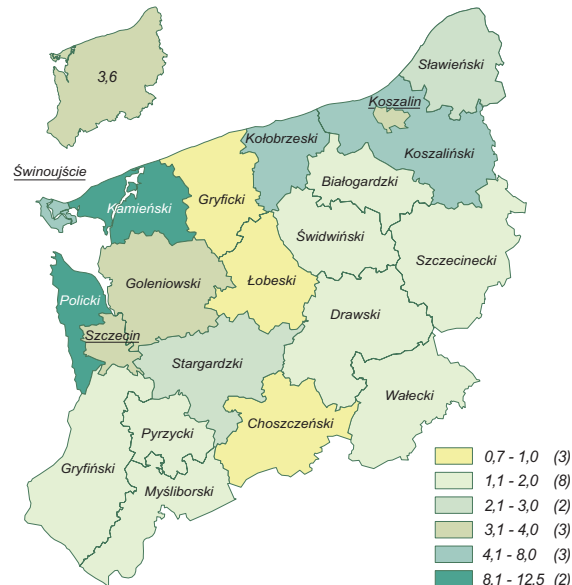 3,6
Sławieński
Koszalin
Kołobrzeski
Koszaliński
Świnoujście
Białogardzki
Kamieński
Gryficki
Świdwiński
Szczecinecki
Goleniowski
Łobeski
Policki
Drawski
Szczecin
Stargardzki
Wałecki
Choszczeński
Pyrzycki
Gryfiński
Myśliborski
0,7 - 1,0 (3)
1,1 - 2,0 (8)
2,1 - 3,0 (2)
3,1 - 4,0 (3)
4,1 - 8,0 (3)
8,1 - 12,5 (2)